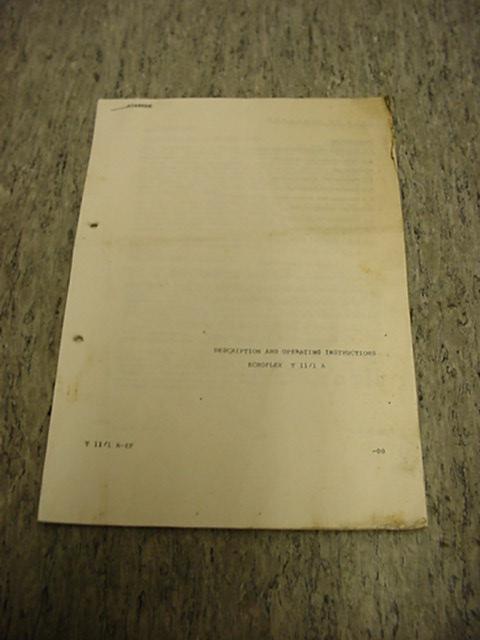 DESCRIPTION AND OPERATING INSTRUCTIONS
ECHOFLEX T 11/1 A
T 11/1 A-EF
-00